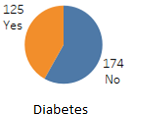 125
Yes
174
No
Diabetes